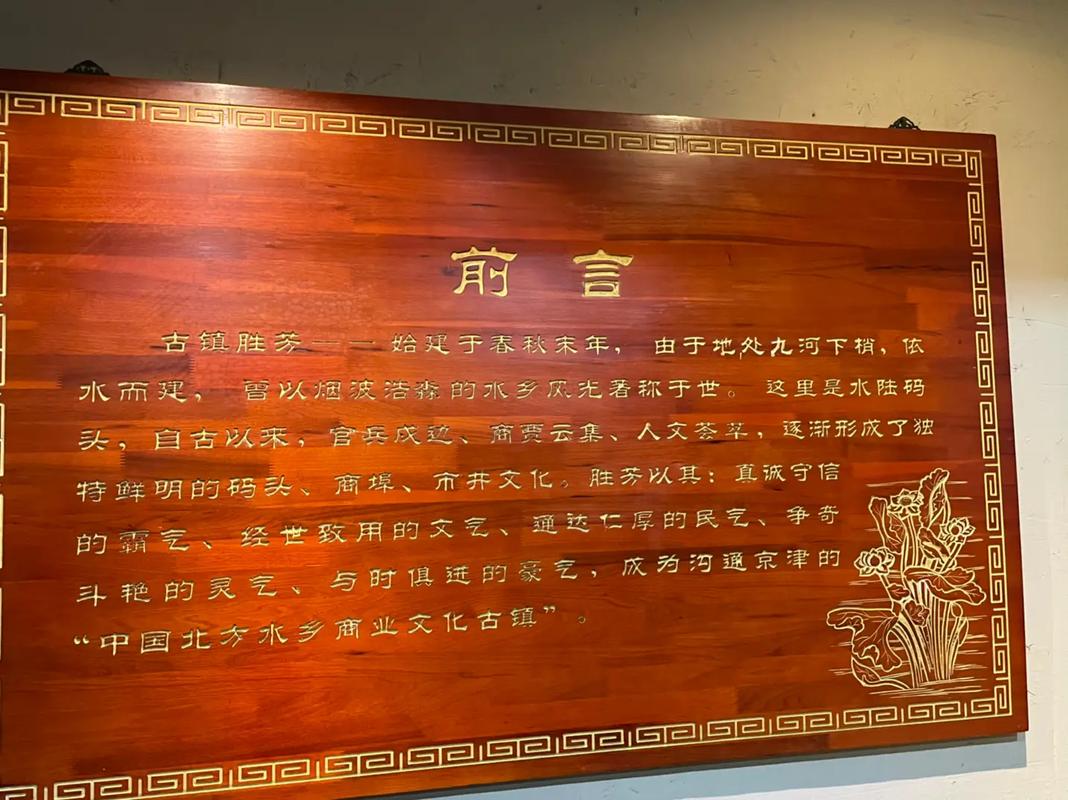 前言
古镇胜芳——始建于春秋末年，由于地处九河下梢，依
水而建，曾以烟波浩淼的水乡风光著称于世。这里是水陆码
头，自古以来，官兵戍边、商贾云集、人文荟萃，逐渐形成了独
特鲜明的码头、商埠、市井文化。胜芳以其：真诚守信
的霸气、经世致用的文气、通达仁厚的民气、争奇
斗艳的灵气、与时俱进的豪气，成为沟通京津的
“中国北方水乡商业文化古镇”。